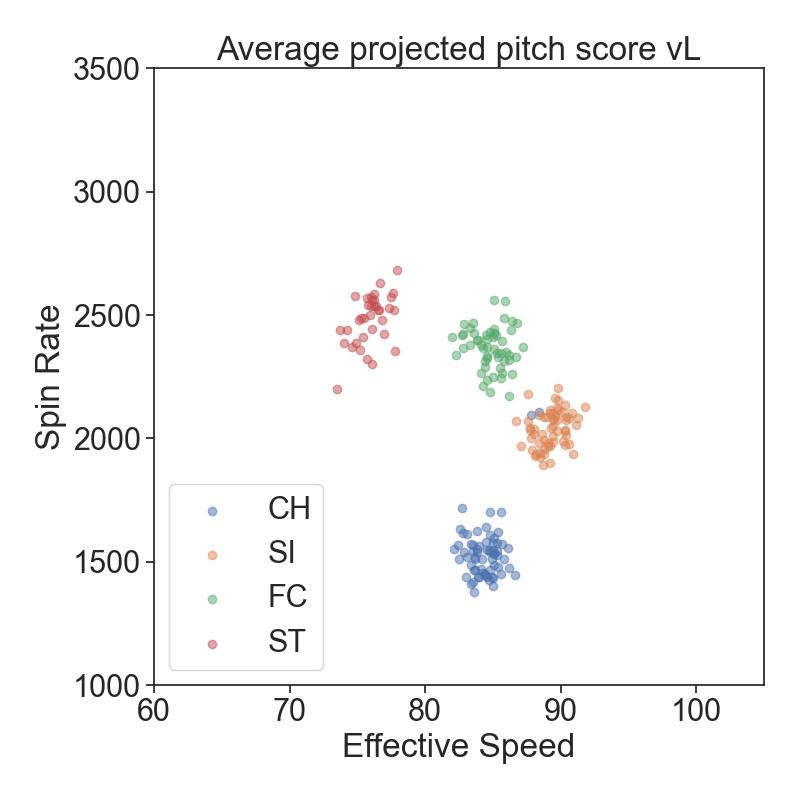 Average projected pitch score vL
3500
3000
2500
2000
1500
1000
Spin Rate
CH
SI
FC
ST
60 70 80 90 100
Effective Speed